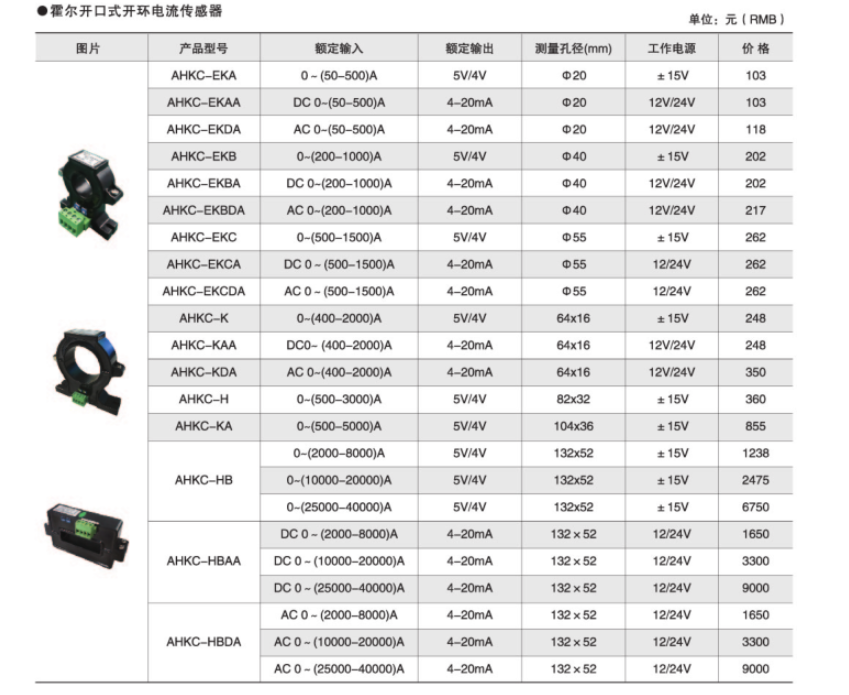 ●霍尔开口式开环电流传感器
单位：元（RMB）
图片 产品型号 额定输入 额定输出 测量孔径(mm) 工作电源 价 格
AHKC-EKA 0~(50-500)A 5V/4V Φ20 ±15V 103
AHKC-EKAA DC 0~(50-500)A 4-20mA Φ20 12V/24V 103
AHKC-EKDA AC 0~(50-500)A 4-20mA Φ20 12V/24V 118
AHKC-EKB 0~(200-1000)A 5V/4V Φ40 ±15V 202
AHKC-EKBA DC 0~(200-1000)A 4-20mA Φ40 12V/24V 202
AHKC-EKBDA AC 0~(200-1000)A 4-20mA Φ40 12V/24V 217
AHKC-EKC 0~(500-1500)A 5V/4V Φ55 ±15V 262
AHKC-EKCA DC 0~(500-1500)A 4-20mA Φ55 12/24V 262
AHKC-EKCDA AC 0~(500-1500)A 4-20mA Φ55 12/24V 262
AHKC-K 0~(400-2000)A 5V/4V 64x16 ±15V 248
AHKC-KAA DC0~ (400-2000)A 4-20mA 64x16 12V/24V 248
AHKC-KDA AC 0~(400-2000)A 4-20mA 64x16 12V/24V 350
AHKC-H 0~(500-3000)A 5V/4V 82x32 ±15V 360
AHKC-KA 0~(500-5000)A 5V/4V 104x36 ±15V 855
0~(2000-8000)A 5V/4V 132x52 ±15V 1238
AHKC-HB 0~(10000-20000)A 5V/4V 132x52 ±15V 2475
0~(25000-40000)A 5V/4V 132x52 ±15V 6750
DC 0~(2000-8000)A 4-20mA 132×52 12/24V 1650
AHKC-HBAA DC 0~(10000-20000)A 4-20mA 132×52 12/24V 3300
DC 0~(25000-40000)A 4-20mA 132×52 12/24V 9000
AC 0~(2000-8000)A 4-20mA 132×52 12/24V 1650
AHKC-HBDA AC 0~(10000-20000)A 4-20mA 132×52 12/24V 3300
AC 0~(25000-40000)A 4-20mA 132×52 12/24V 9000